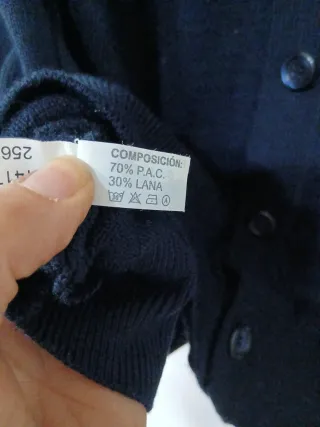 COMPOSICIÓN:
70% P.A.C.
30% LANA